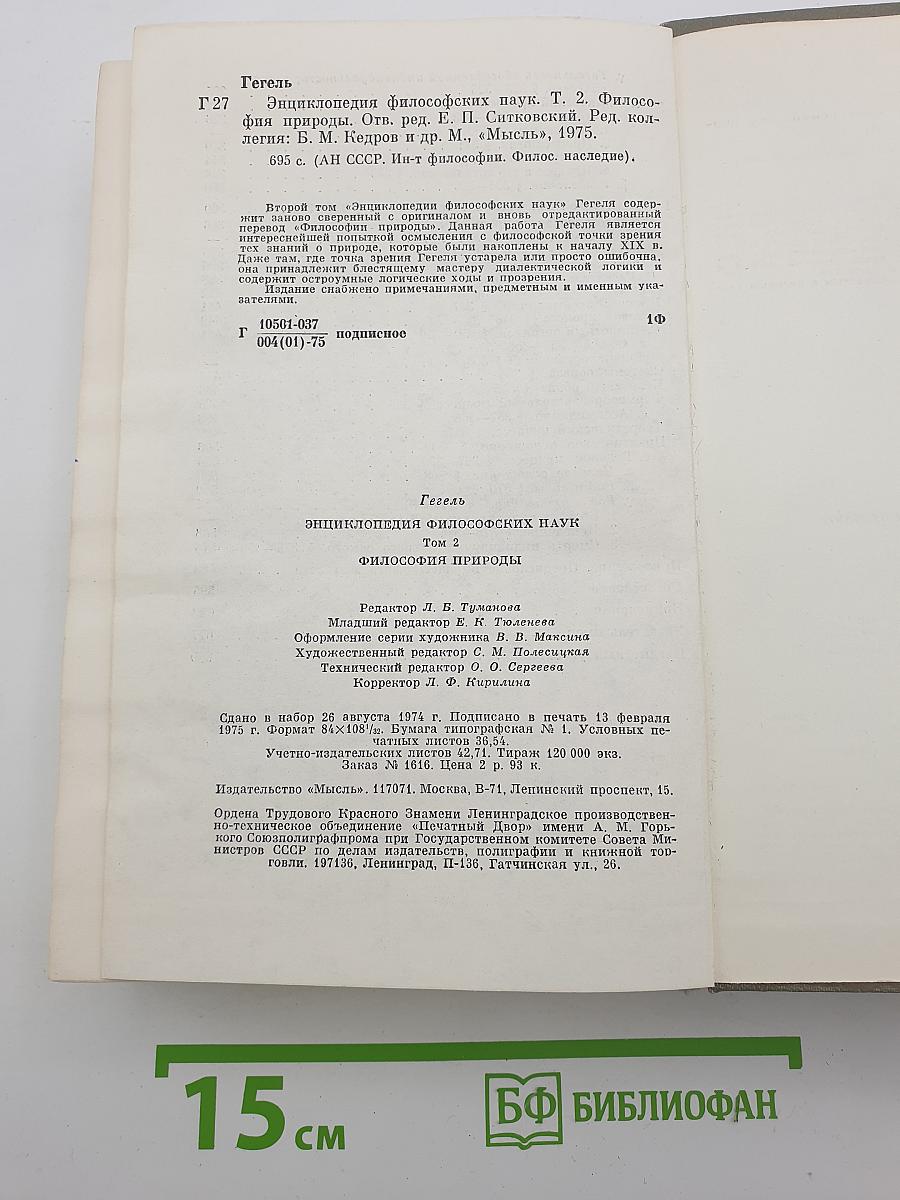 Гегель
Г 27 Энциклопедия философских наук. Т. 2. Филосо-
фия природы. Отв. ред. Е. П. Ситковский. Ред. кол-
легия: Б. М. Кедров и др. М., «Мысль», 1975.
695 с. (АН СССР. Ин-т философии. Филос. наследие).
Второй том «Энциклопедии философских наук» Гегеля содер-
жит заново сверенный с оригиналом и вновь отредактированный
перевод «Философии природы». Данная работа Гегеля является
интереснейшей попыткой осмысления с философской точки зрения
тех знаний о природе, которые были накоплены к началу XIX в.
Даже там, где точка зрения Гегеля устарела или просто ошибочна,
она принадлежит блестящему мастеру диалектической логики и
содержит остроумные логические ходы и прозрения.
Издание снабжено примечаниями, предметным и именным ука-
зателями.
Г 10501-037 / 004(01)-75 подписное 1Ф
Гегель
ЭНЦИКЛОПЕДИЯ ФИЛОСОФСКИХ НАУК
Том 2
ФИЛОСОФИЯ ПРИРОДЫ
Редактор Л. Б. Туманова
Младший редактор Е. К. Тюленева
Оформление серии художника В. В. Максина
Художественный редактор С. М. Полесицкая
Технический редактор О. О. Сергеева
Корректор Л. Ф. Кирилина
Сдано в набор 26 августа 1974 г. Подписано в печать 13 февраля
1975 г. Формат 84×108¹/₃₂. Бумага типографская № 1. Условных пе-
чатных листов 36,54.
Учетно-издательских листов 42,71. Тираж 120 000 экз.
Заказ № 1616. Цена 2 р. 93 к.
Издательство «Мысль». 117071. Москва, В-71, Ленинский проспект, 15.
Ордена Трудового Красного Знамени Ленинградское производствен-
но-техническое объединение «Печатный Двор» имени А. М. Горь-
кого Союзполиграфпрома при Государственном комитете Совета Ми-
нистров СССР по делам издательств, полиграфии и книжной тор-
говли. 197136, Ленинград, П-136, Гатчинская ул., 26.
15 см
БФ БИБЛИОФАН